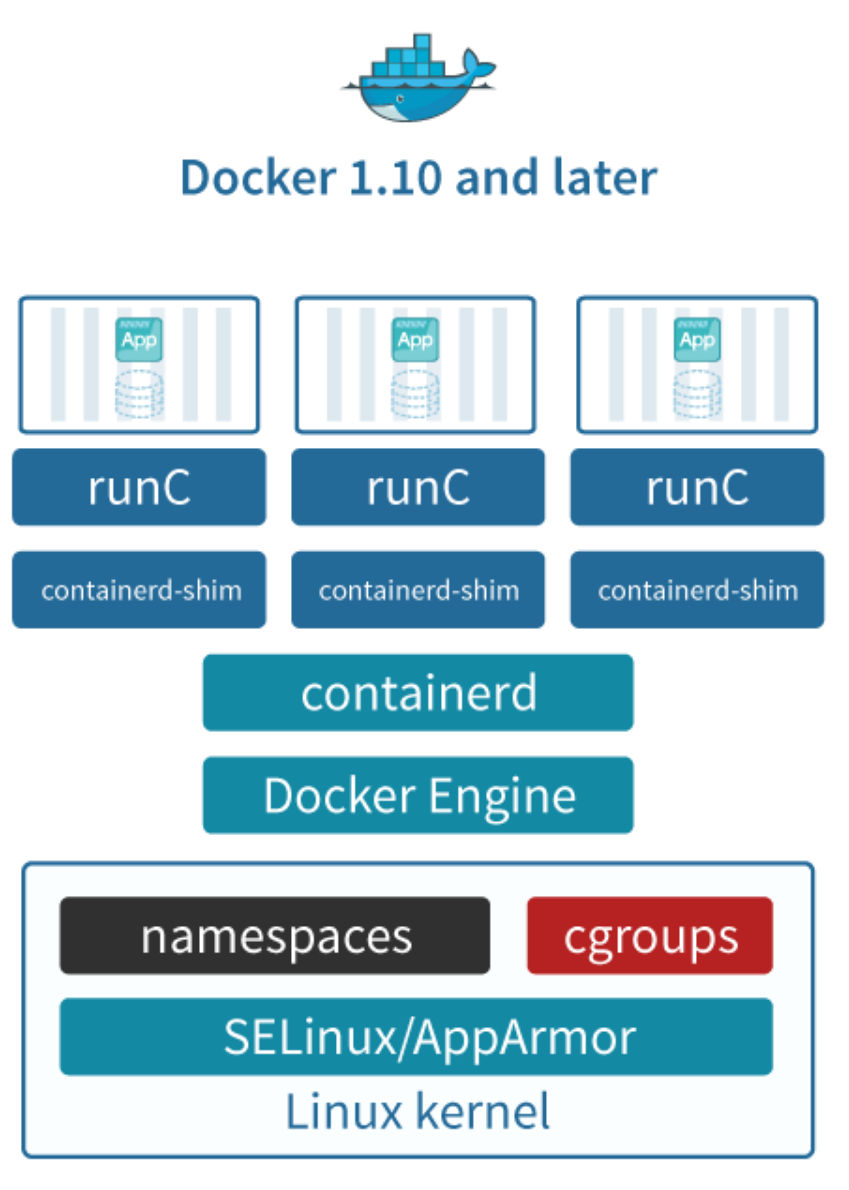 Docker 1.10 and later
App
App
App
runC
runC
runC
containerd-shim
containerd-shim
containerd-shim
containerd
Docker Engine
namespaces
cgroups
SELinux/AppArmor
Linux kernel